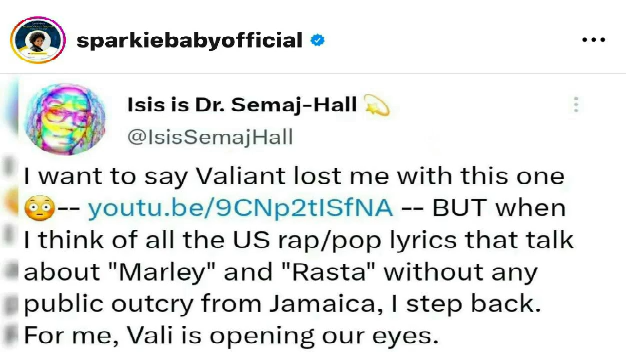 sparkiebabyofficial
Isis is Dr. Semaj-Hall 💫
@IsisSemajHall
I want to say Valiant lost me with this one
😳-- youtu.be/9CNp2tISfNA -- BUT when
I think of all the US rap/pop lyrics that talk
about "Marley" and "Rasta" without any
public outcry from Jamaica, I step back.
For me, Vali is opening our eyes.